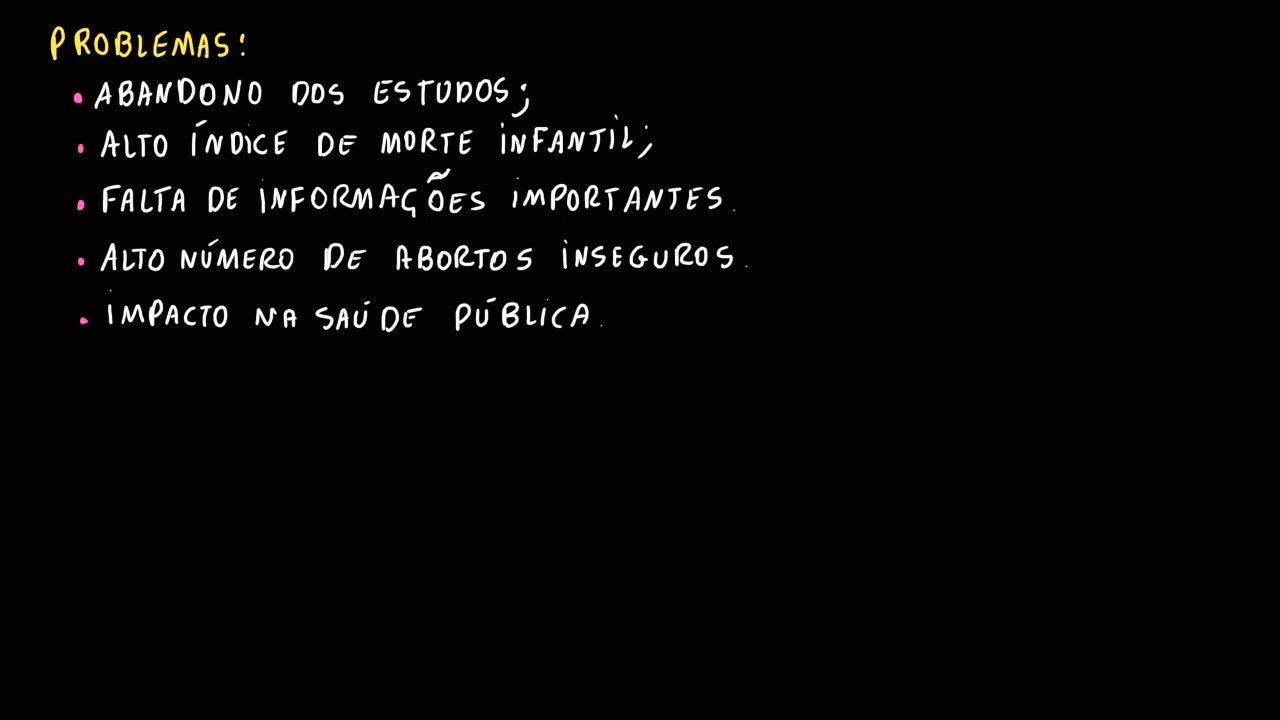 PROBLEMAS:
• ABANDONO DOS ESTUDOS;
• ALTO ÍNDICE DE MORTE INFANTIL;
• FALTA DE INFORMAÇÕES IMPORTANTES.
• ALTO NÚMERO DE ABORTOS INSEGUROS.
• IMPACTO NA SAÚDE PÚBLICA.